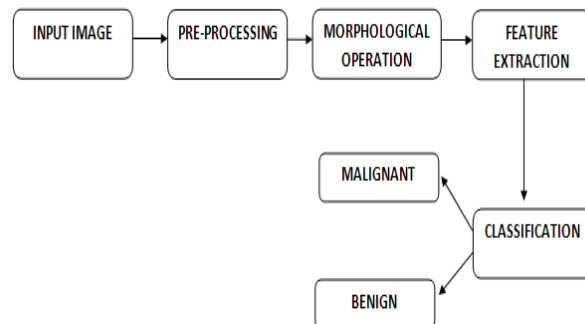 INPUT IMAGE
PRE-PROCESSING
MORPHOLOGICAL
OPERATION
FEATURE
EXTRACTION
MALIGNANT
CLASSIFICATION
BENIGN